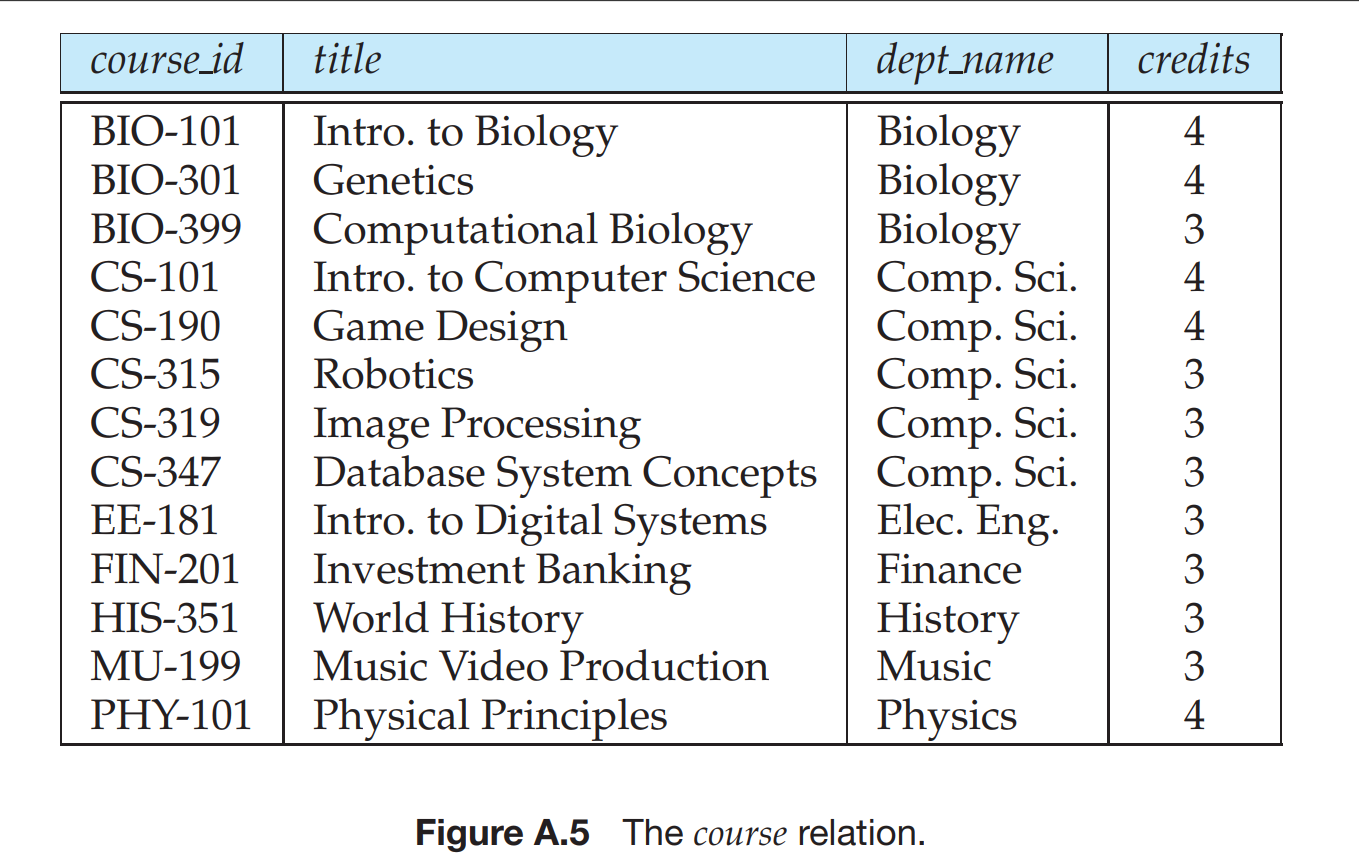 course_id title dept_name credits
BIO-101 Intro. to Biology Biology 4
BIO-301 Genetics Biology 4
BIO-399 Computational Biology Biology 3
CS-101 Intro. to Computer Science Comp. Sci. 4
CS-190 Game Design Comp. Sci. 4
CS-315 Robotics Comp. Sci. 3
CS-319 Image Processing Comp. Sci. 3
CS-347 Database System Concepts Comp. Sci. 3
EE-181 Intro. to Digital Systems Elec. Eng. 3
FIN-201 Investment Banking Finance 3
HIS-351 World History History 3
MU-199 Music Video Production Music 3
PHY-101 Physical Principles Physics 4
Figure A.5 The course relation.